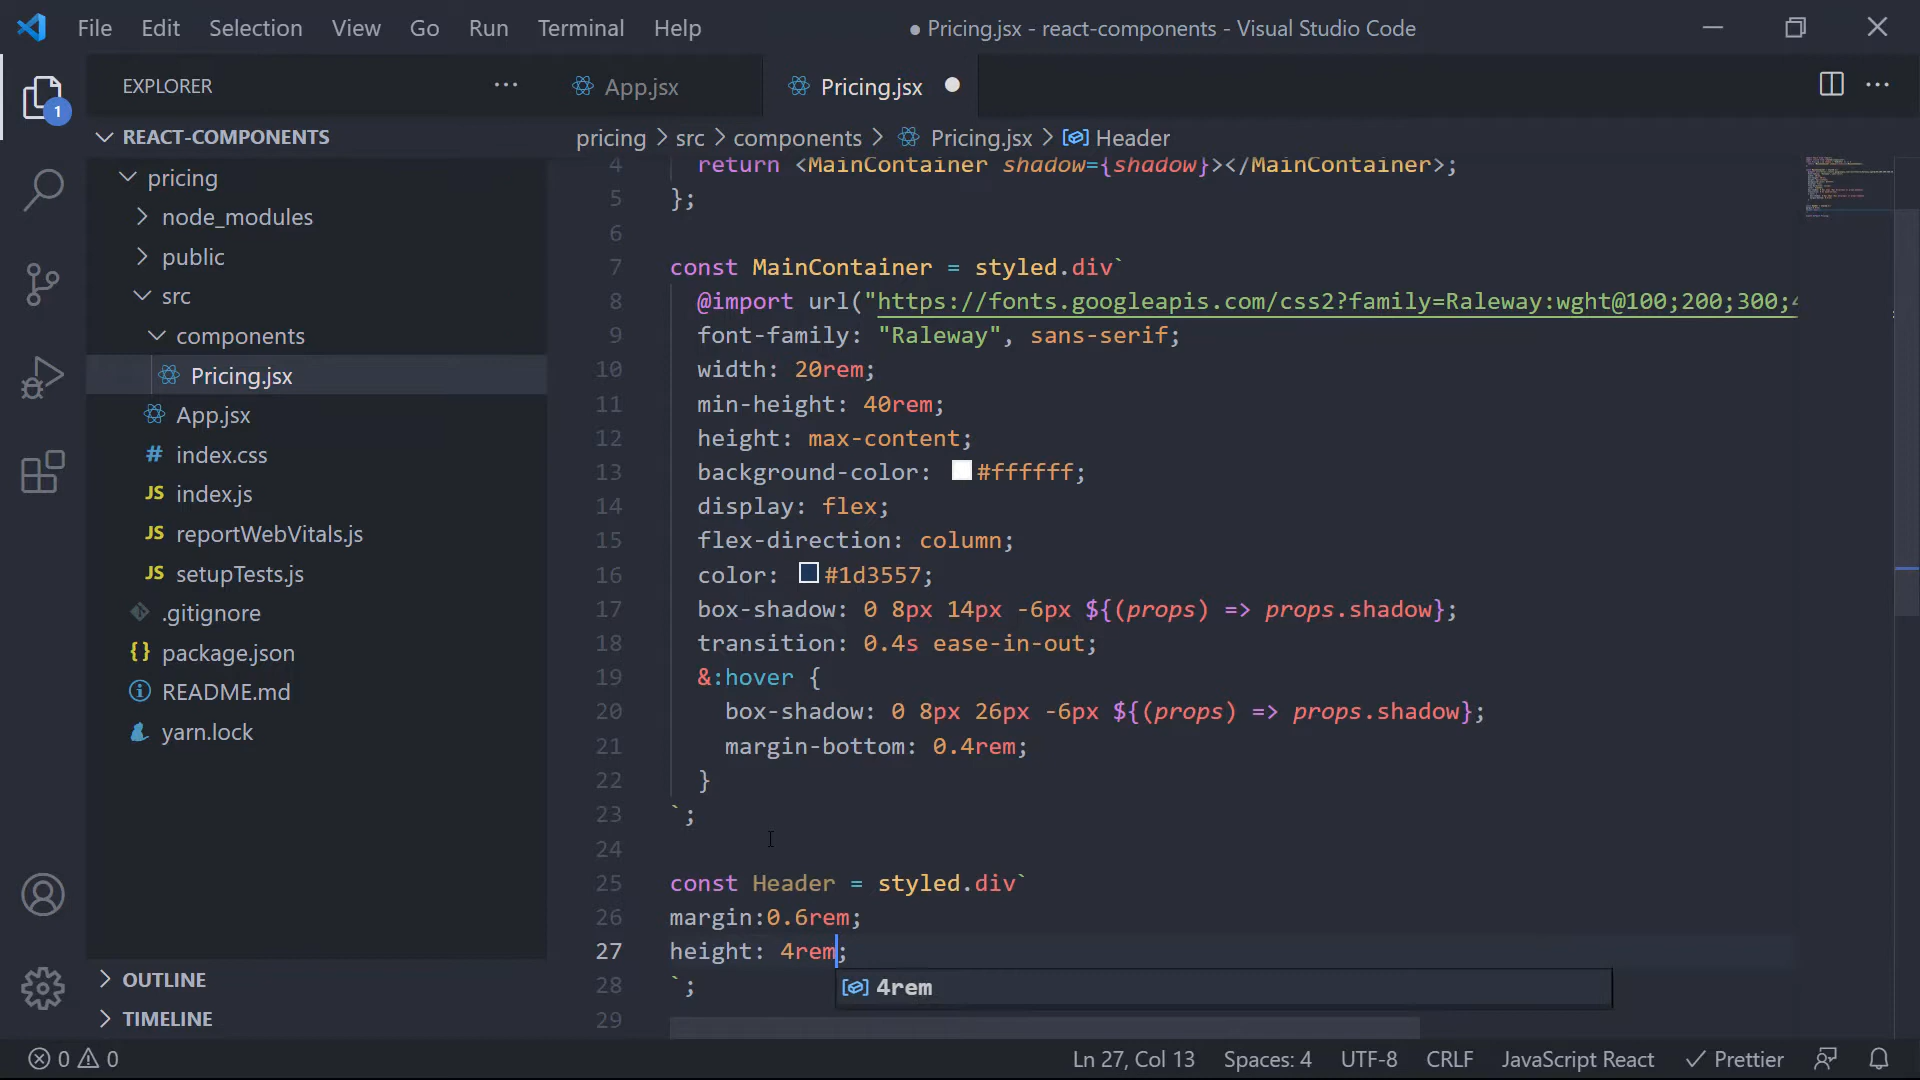 File Edit Selection View Go Run Terminal Help
● Pricing.jsx - react-components - Visual Studio Code
1
EXPLORER
REACT-COMPONENTS
pricing
node_modules
public
src
components
Pricing.jsx
App.jsx
# index.css
JS index.js
JS reportWebVitals.js
JS setupTests.js
.gitignore
{} package.json
README.md
yarn.lock
OUTLINE
TIMELINE
App.jsx
Pricing.jsx
pricing > src > components > Pricing.jsx > Header
4 return <MainContainer shadow={shadow}></MainContainer>;
5 };
6
7 const MainContainer = styled.div`
8 @import url("https://fonts.googleapis.com/css2?family=Raleway:wght@100;200;300;
9 font-family: "Raleway", sans-serif;
10 width: 20rem;
11 min-height: 40rem;
12 height: max-content;
13 background-color: #ffffff;
14 display: flex;
15 flex-direction: column;
16 color: #1d3557;
17 box-shadow: 0 8px 14px -6px ${(props) => props.shadow};
18 transition: 0.4s ease-in-out;
19 &:hover {
20 box-shadow: 0 8px 26px -6px ${(props) => props.shadow};
21 margin-bottom: 0.4rem;
22 }
23 `;
24
25 const Header = styled.div`
26 margin:0.6rem;
27 height: 4rem;
28 `;
4rem
29
0 0
Ln 27, Col 13 Spaces: 4 UTF-8 CRLF JavaScript React Prettier